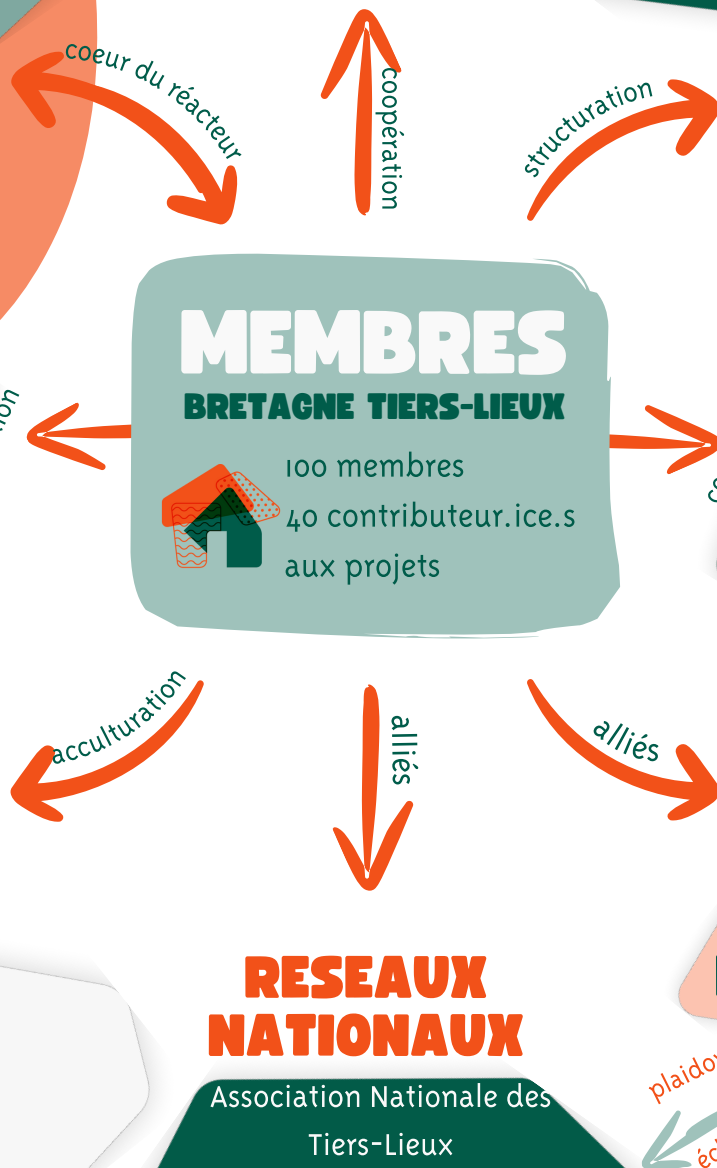 coeur du réacteur
coopération
structuration
MEMBRES
BRETAGNE TIERS-LIEUX
100 membres
40 contributeur.ice.s
aux projets
acculturation
alliés
alliés
RESEAUX
NATIONAUX
Association Nationale des
Tiers-Lieux